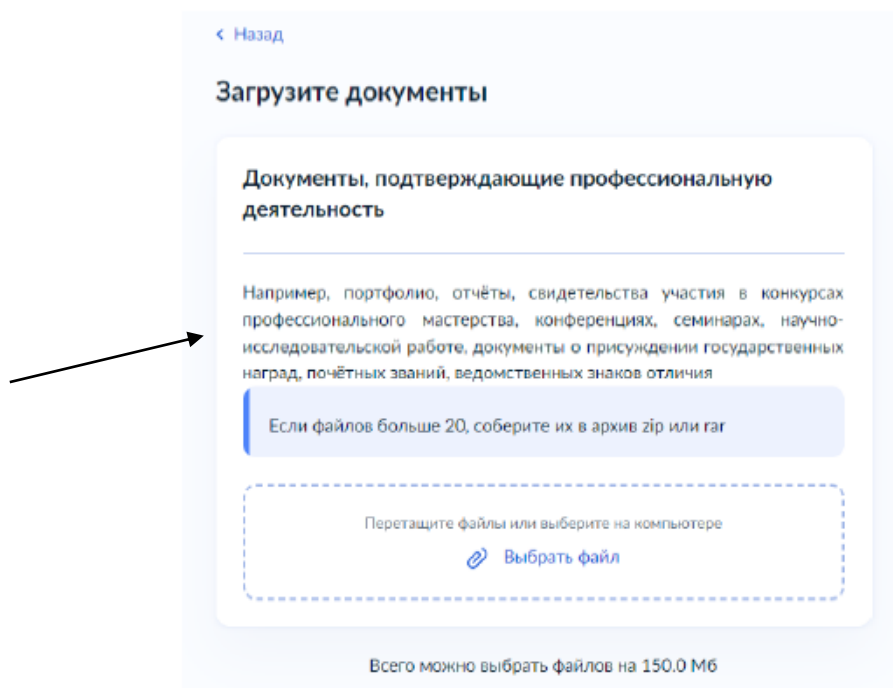 Назад
Загрузите документы
Документы, подтверждающие профессиональную
деятельность
Например, портфолио, отчёты, свидетельства участия в конкурсах
профессионального мастерства, конференциях, семинарах, научно-
исследовательской работе, документы о присуждении государственных
наград, почётных званий, ведомственных знаков отличия
Если файлов больше 20, соберите их в архив zip или rar
Перетащите файлы или выберите на компьютере
Выбрать файл
Всего можно выбрать файлов на 150.0 Мб